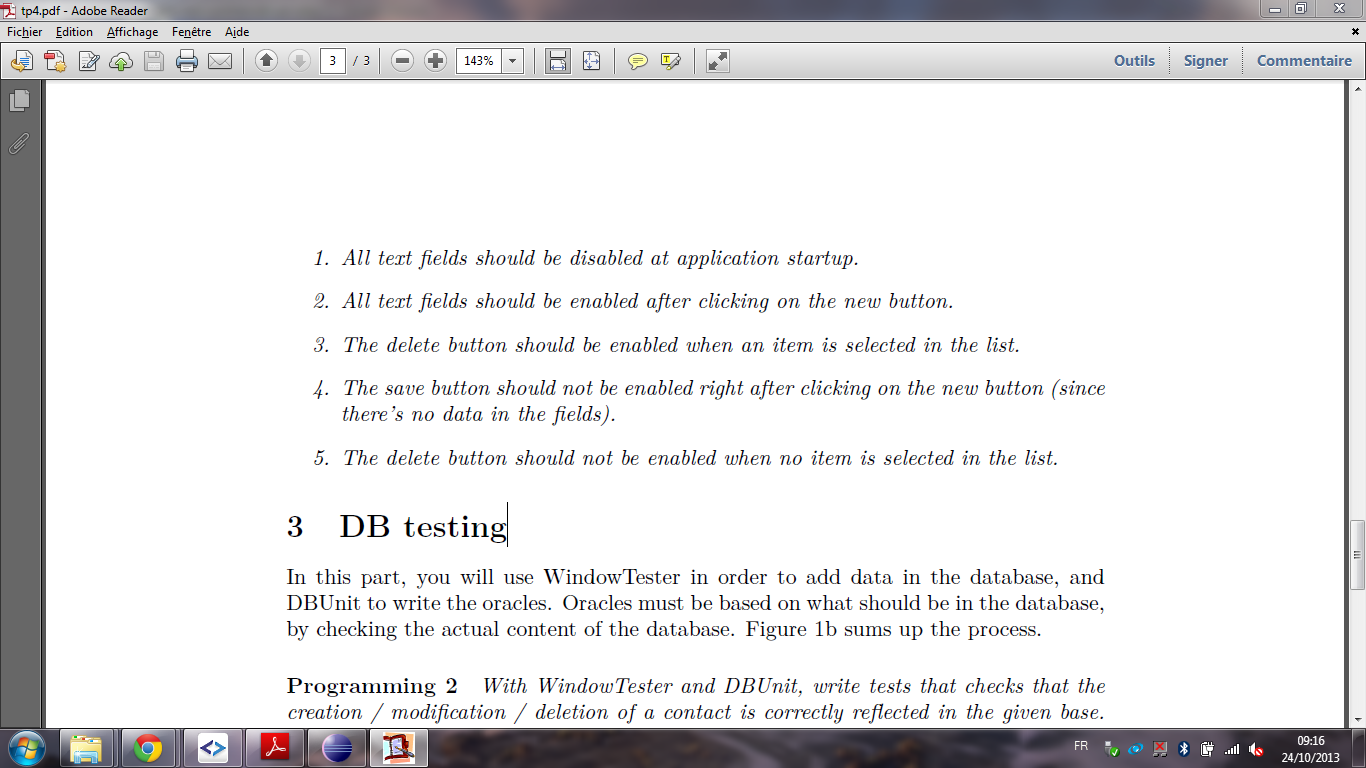 tp4.pdf - Adobe Reader
Fichier Edition Affichage Fenêtre Aide
3 / 3 143% Outils Signer Commentaire
1. All text fields should be disabled at application startup.
2. All text fields should be enabled after clicking on the new button.
3. The delete button should be enabled when an item is selected in the list.
4. The save button should not be enabled right after clicking on the new button (since
there's no data in the fields).
5. The delete button should not be enabled when no item is selected in the list.
3 DB testing
In this part, you will use WindowTester in order to add data in the database, and
DBUnit to write the oracles. Oracles must be based on what should be in the database,
by checking the actual content of the database. Figure 1b sums up the process.
Programming 2 With WindowTester and DBUnit, write tests that checks that the
creation / modification / deletion of a contact is correctly reflected in the given base.
FR
09:16
24/10/2013